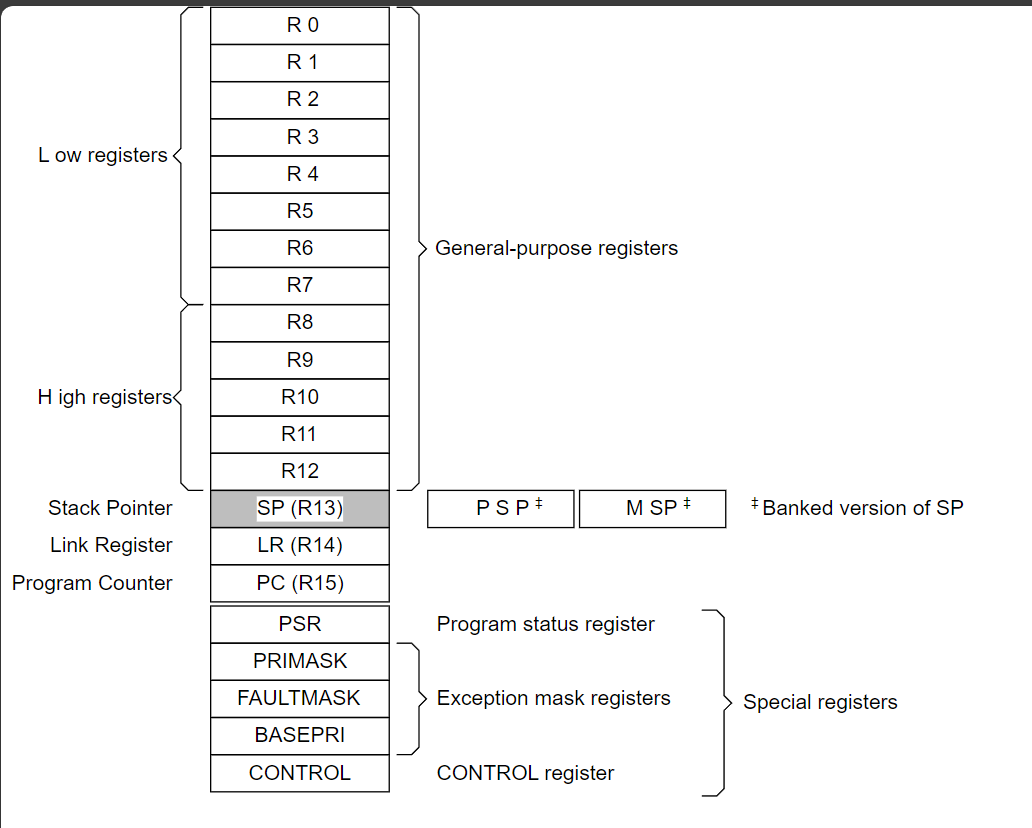 R 0
R 1
R 2
R 3
L ow registers
R 4
R5
R6
General-purpose registers
R7
R8
R9
H igh registers
R10
R11
R12
Stack Pointer
SP (R13)
P S P ‡
M SP ‡
‡ Banked version of SP
Link Register
LR (R14)
Program Counter
PC (R15)
PSR
Program status register
PRIMASK
FAULTMASK
Exception mask registers
Special registers
BASEPRI
CONTROL
CONTROL register